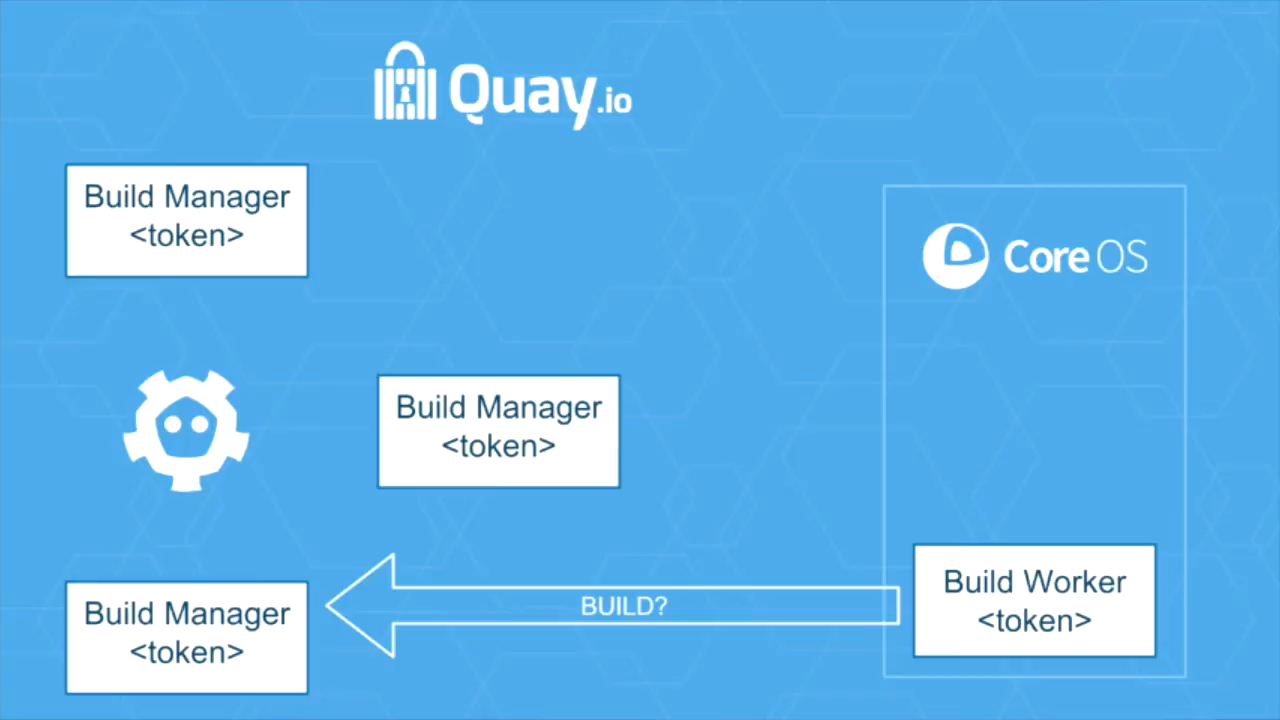 Quay.io
Build Manager
<token>
Core OS
Build Manager
<token>
Build Manager
<token>
BUILD?
Build Worker
<token>